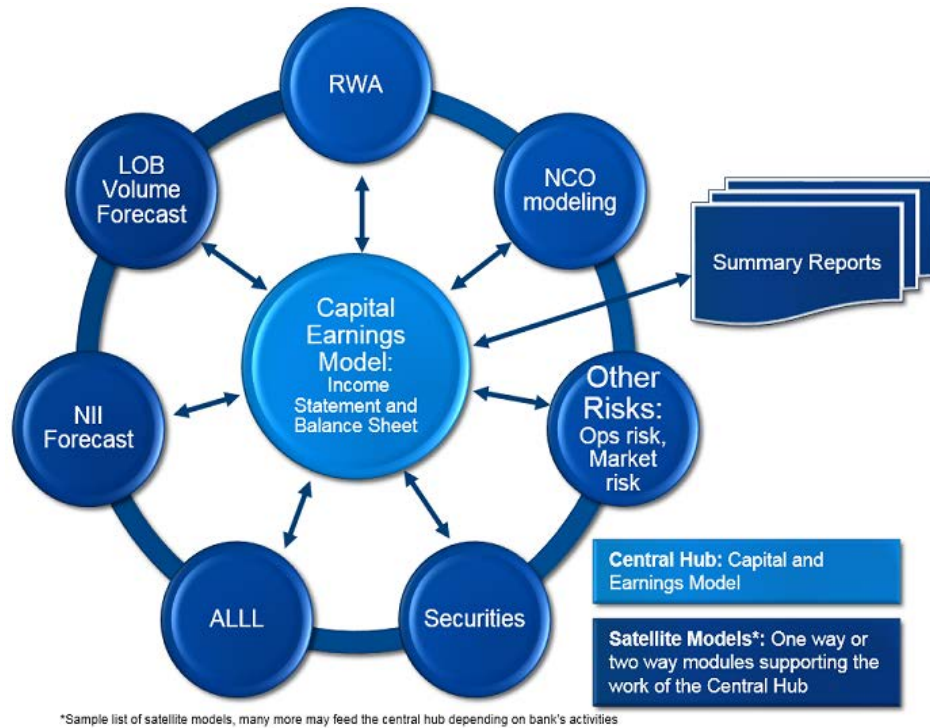 RWA
LOB
Volume
Forecast
NCO
modeling
Summary Reports
Capital
Earnings
Model:
Income
Statement and
Balance Sheet
NII
Forecast
Other
Risks:
Ops risk,
Market
risk
ALLL
Securities
Central Hub: Capital and
Earnings Model
Satellite Models*: One way or
two way modules supporting the
work of the Central Hub
*Sample list of satellite models, many more may feed the central hub depending on bank's activities